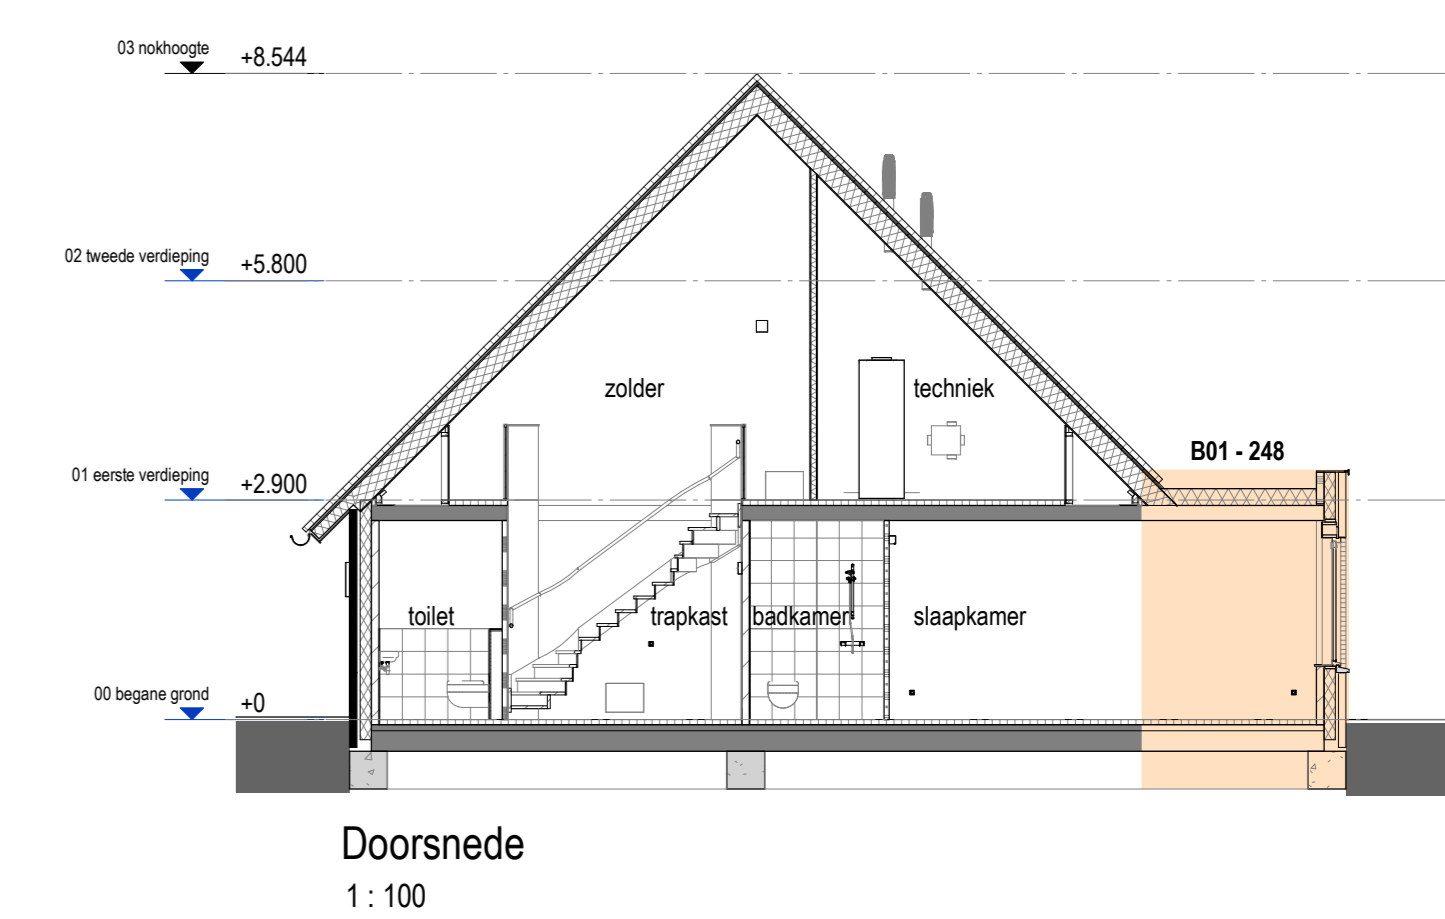 03 nokhoogte +8.544
02 tweede verdieping +5.800
zolder techniek
B01 - 248
01 eerste verdieping +2.900
toilet trapkast badkamer slaapkamer
00 begane grond +0
Doorsnede
1 : 100